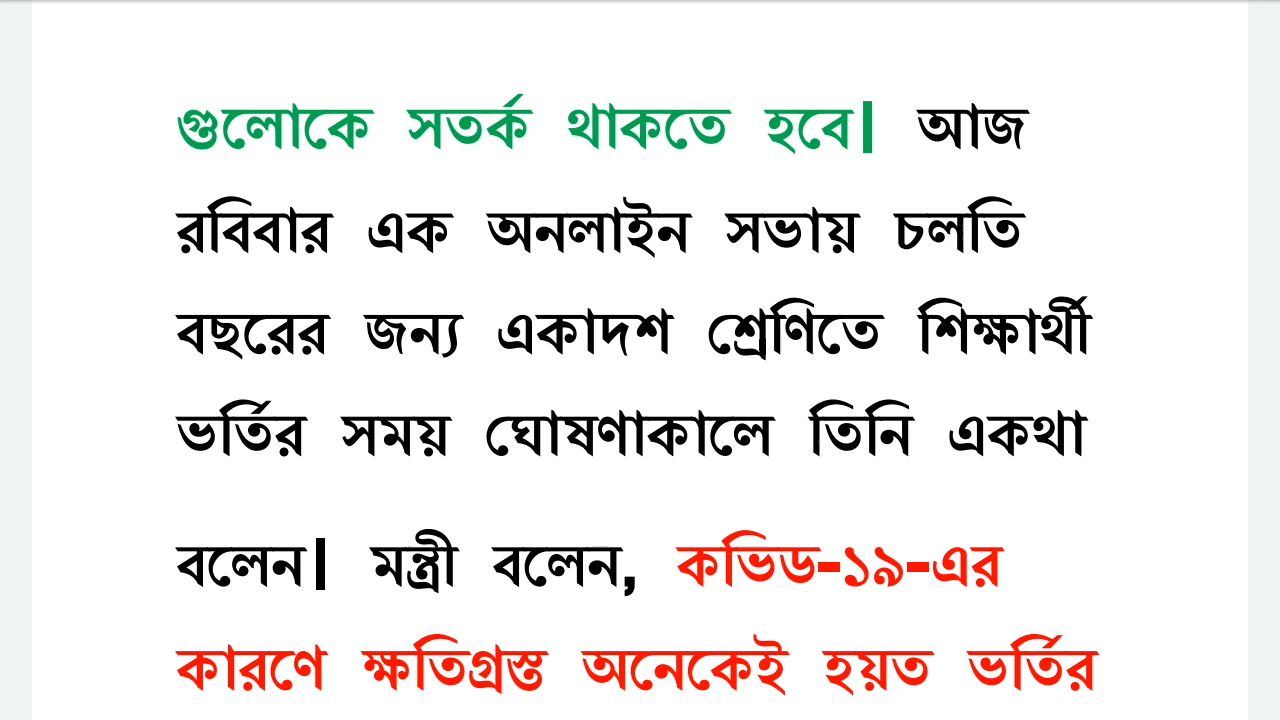 গুলোকে সতর্ক থাকতে হবে| আজ
রবিবার এক অনলাইন সভায় চলতি
বছরের জন্য একাদশ শ্রেণিতে শিক্ষার্থী
ভর্তির সময় ঘোষণাকালে তিনি একথা
বলেন| মন্ত্রী বলেন, কভিড-১৯-এর
কারণে ক্ষতিগ্রস্ত অনেকেই হয়ত ভর্তির